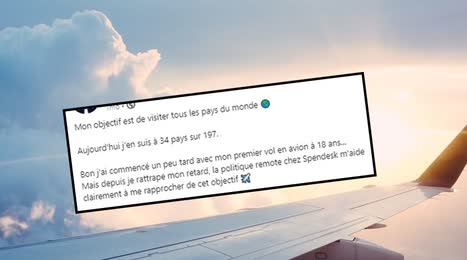 Mon objectif est de visiter tous les pays du monde 🌍
Aujourd'hui j'en suis à 34 pays sur 197.
Bon j'ai commencé un peu tard avec mon premier vol en avion à 18 ans...
Mais depuis je rattrape mon retard, la politique remote chez Spendesk m'aide
clairement à me rapprocher de cet objectif ✈️